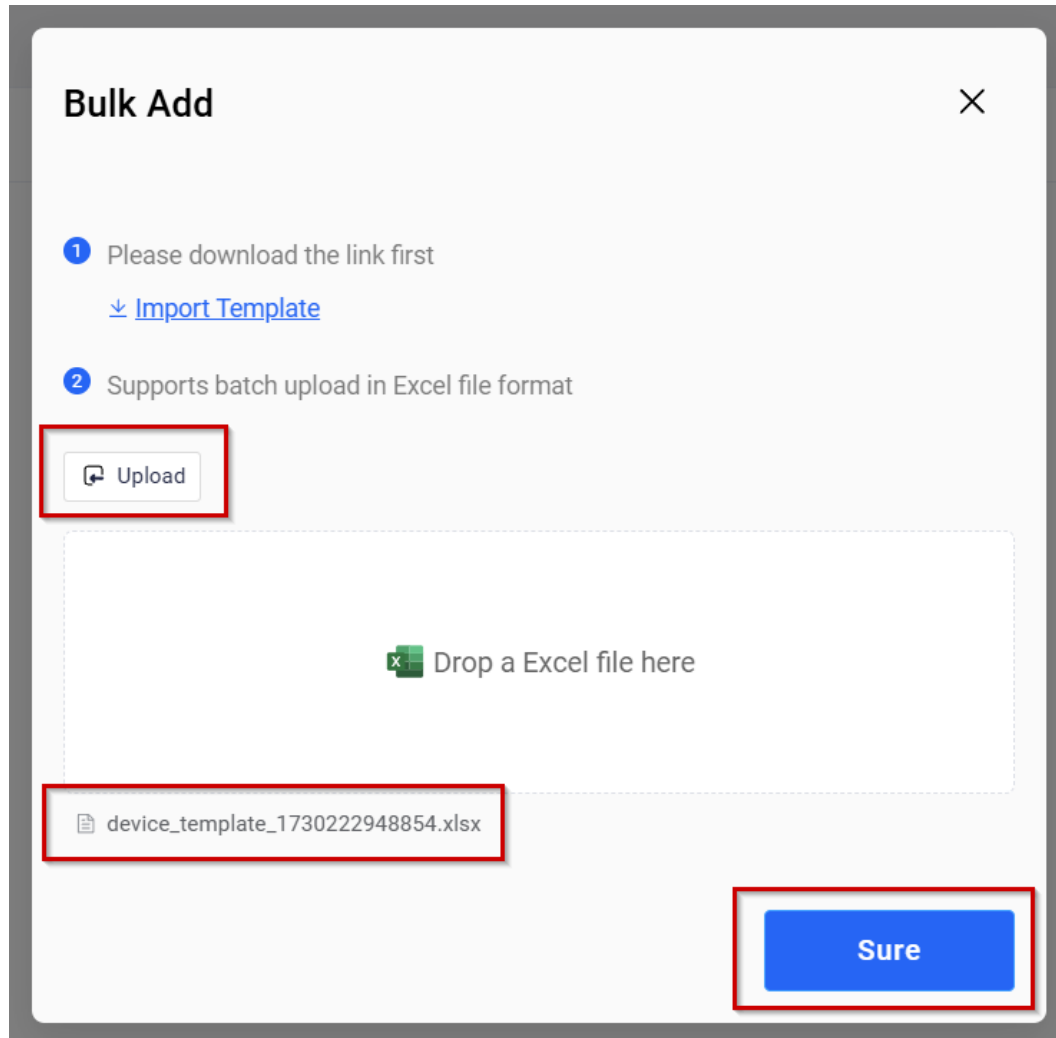 Bulk Add
1 Please download the link first
Import Template
2 Supports batch upload in Excel file format
Upload
Drop a Excel file here
device_template_1730222948854.xlsx
Sure